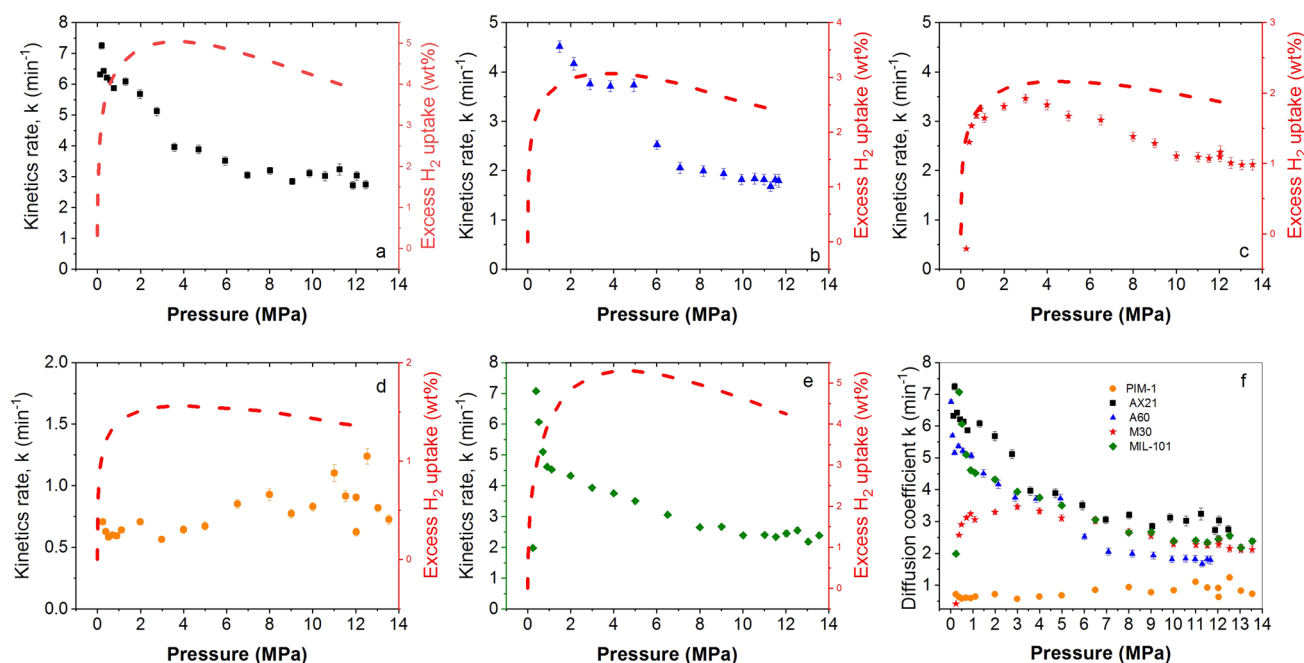 8
7
6
5
4
3
2
1
0
Kinetics rate, k (min⁻¹)
5
4
3
2
1
0
Excess H₂ uptake (wt%)
a
0 2 4 6 8 10 12 14
Pressure (MPa)
5
4
3
2
1
0
Kinetics rate, k (min⁻¹)
4
3
2
1
0
Excess H₂ uptake (wt%)
b
0 2 4 6 8 10 12 14
Pressure (MPa)
5
4
3
2
1
0
Kinetics rate, k (min⁻¹)
3
2
1
0
Excess H₂ uptake (wt%)
c
0 2 4 6 8 10 12 14
Pressure (MPa)
2.0
1.5
1.0
0.5
0.0
Kinetics rate, k (min⁻¹)
2
1
0
Excess H₂ uptake (wt%)
d
0 2 4 6 8 10 12 14
Pressure (MPa)
8
7
6
5
4
3
2
1
0
Kinetics rate, k (min⁻¹)
5
4
3
2
1
0
Excess H₂ uptake (wt%)
e
0 2 4 6 8 10 12 14
Pressure (MPa)
8
7
6
5
4
3
2
1
Diffusion coefficient k (min⁻¹)
f
PIM-1
AX21
A60
M30
MIL-101
0 1 2 3 4 5 6 7 8 9 10 11 12 13 14
Pressure (MPa)